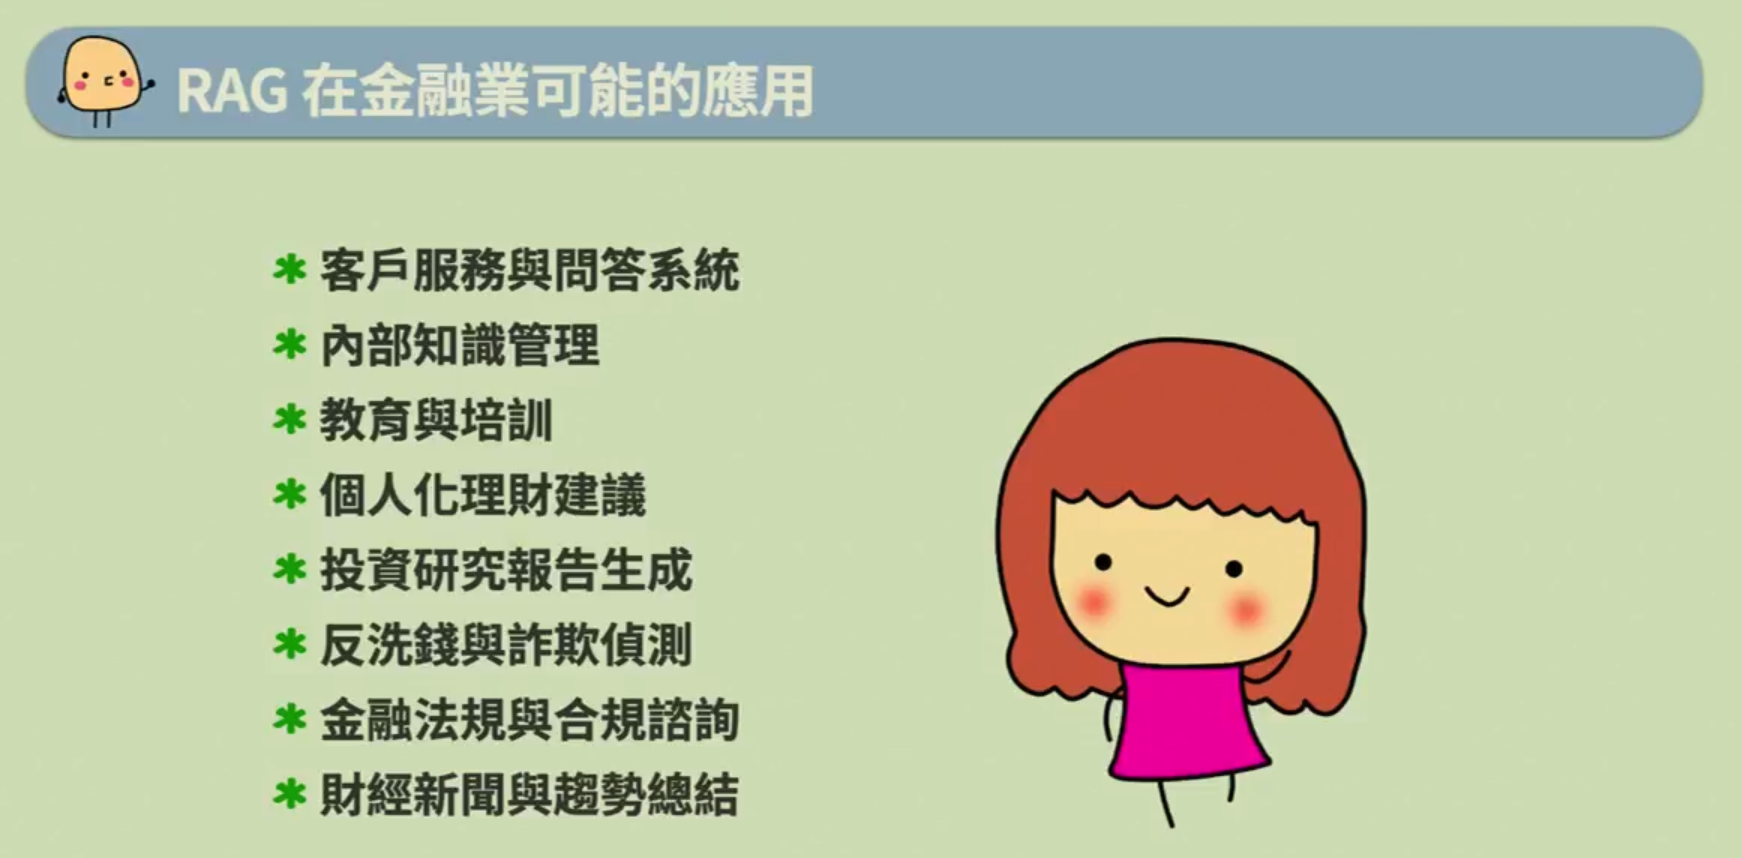 RAG 在金融業可能的應用
客戶服務與問答系統
內部知識管理
教育與培訓
個人化理財建議
投資研究報告生成
反洗錢與詐欺偵測
金融法規與合規諮詢
財經新聞與趨勢總結